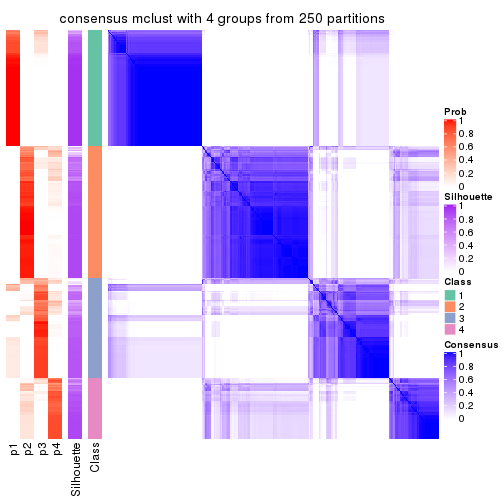 consensus mclust with 4 groups from 250 partitions
Prob
1
0.8
0.6
0.4
0.2
0
Silhouette
1
0.8
0.6
0.4
0.2
0
Class
1
2
3
4
Consensus
1
0.8
0.6
0.4
0.2
0
p1
p2
p3
p4
Silhouette
Class